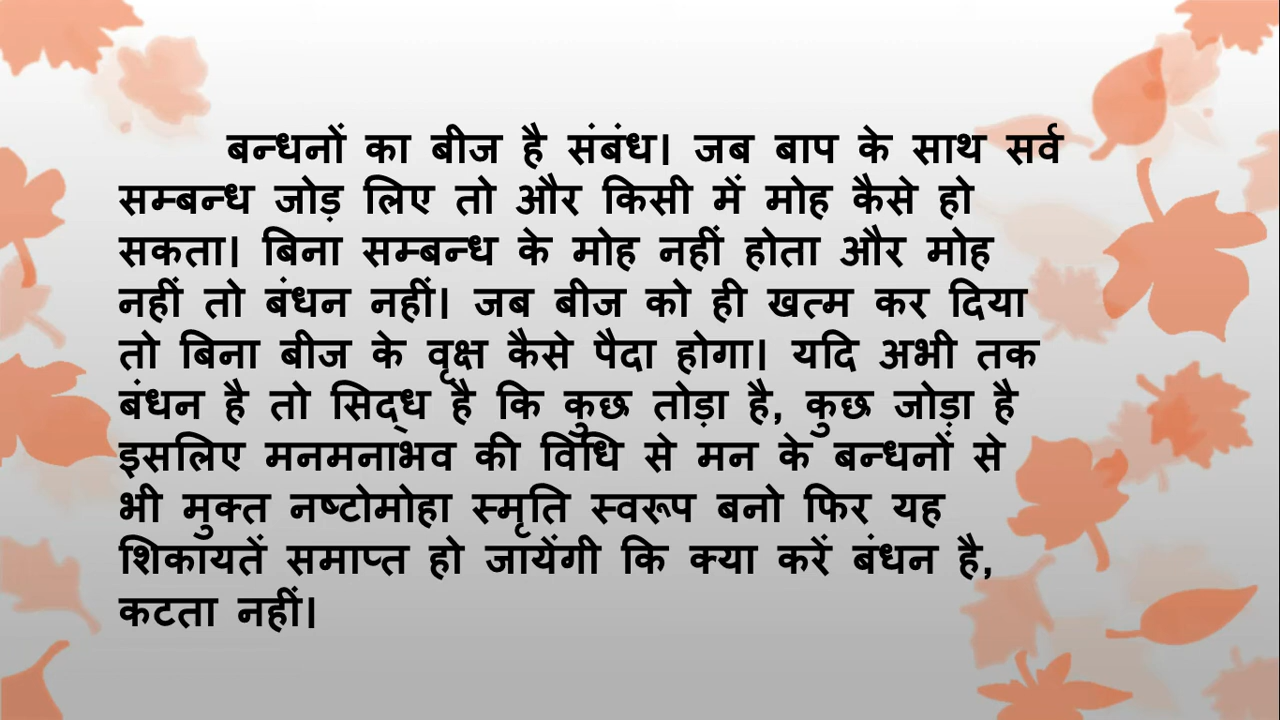 बन्धनों का बीज है संबंध। जब बाप के साथ सर्व
सम्बन्ध जोड़ लिए तो और किसी में मोह कैसे हो
सकता। बिना सम्बन्ध के मोह नहीं होता और मोह
नहीं तो बंधन नहीं। जब बीज को ही खत्म कर दिया
तो बिना बीज के वृक्ष कैसे पैदा होगा। यदि अभी तक
बंधन है तो सिद्ध है कि कुछ तोड़ा है, कुछ जोड़ा है
इसलिए मनमनाभव की विधि से मन के बन्धनों से
भी मुक्त नष्टोमोहा स्मृति स्वरूप बनो फिर यह
शिकायतें समाप्त हो जायेंगी कि क्या करें बंधन है,
कटता नहीं।